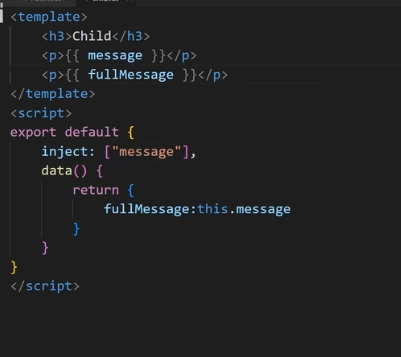 <template>
    <h3>Child</h3>
    <p>{{ message }}</p>
    <p>{{ fullMessage }}</p>
</template>
<script>
export default {
    inject: ["message"],
    data() {
        return {
            fullMessage:this.message
        }
    }
}
</script>